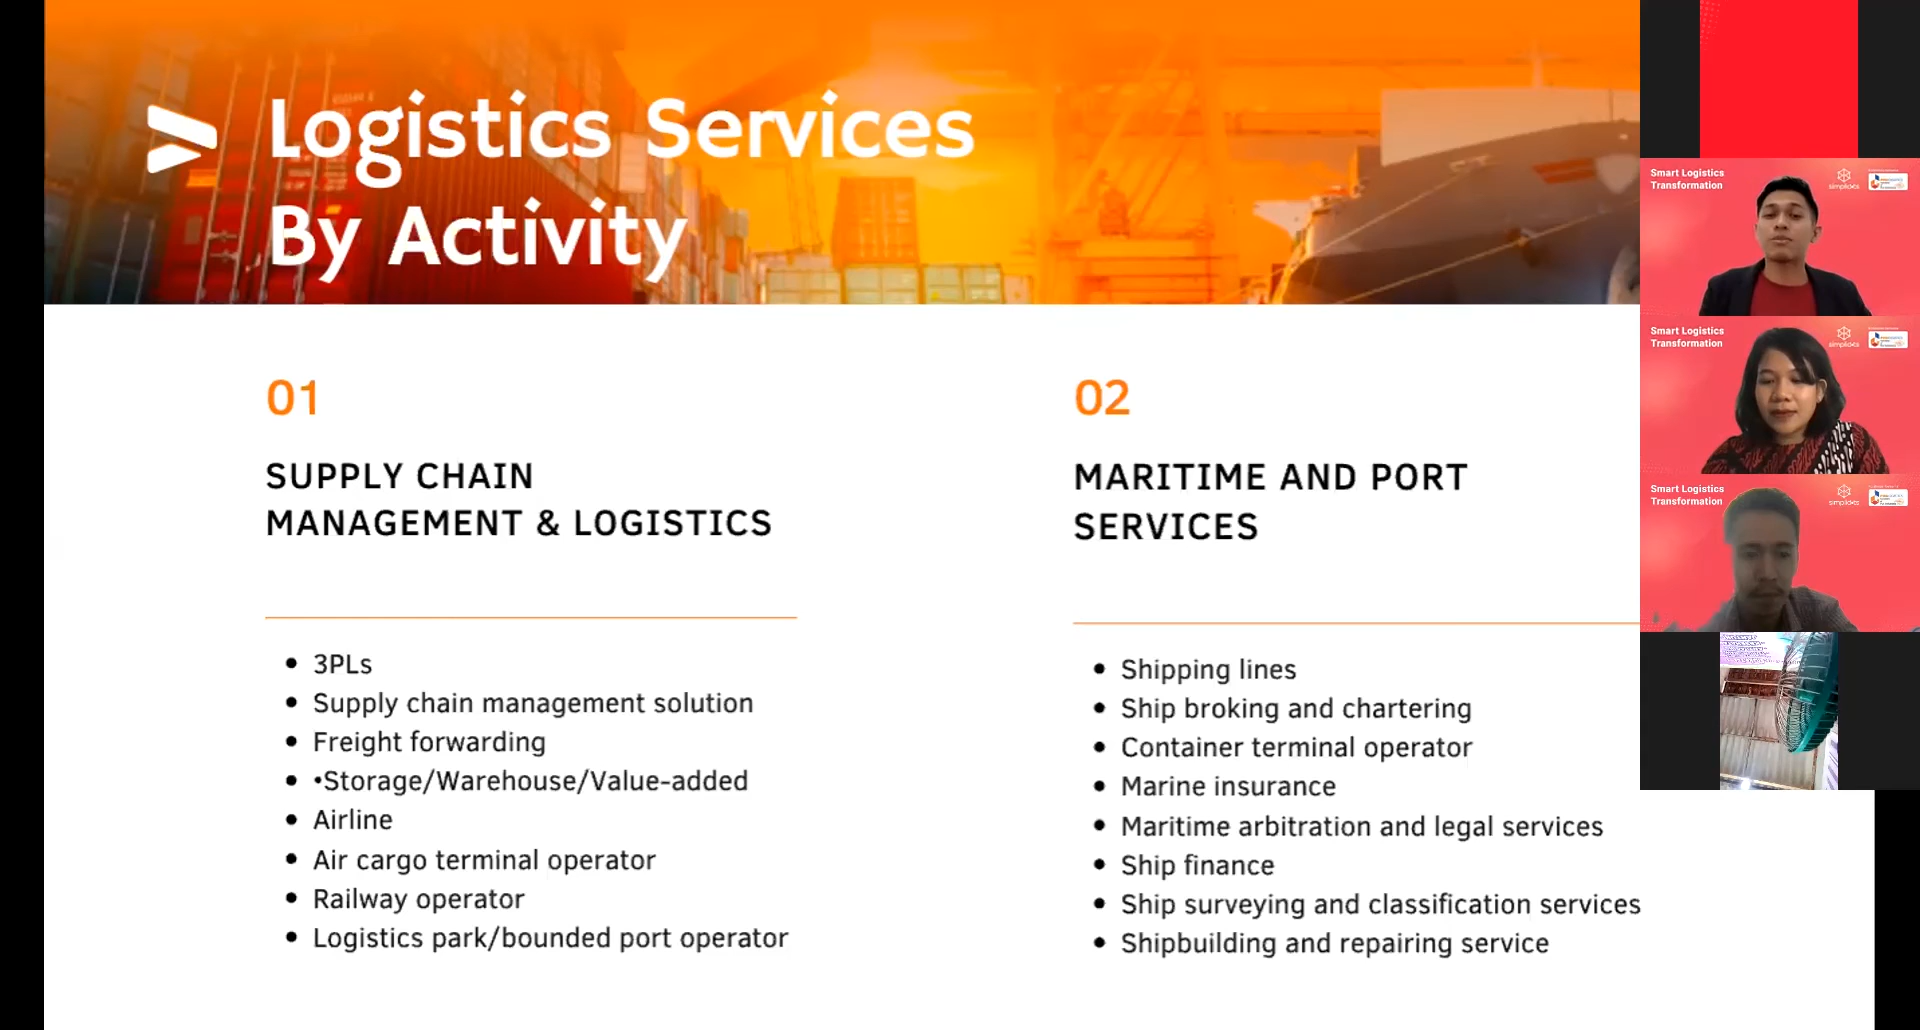 Logistics Services
By Activity
01
SUPPLY CHAIN
MANAGEMENT & LOGISTICS
• 3PLs
• Supply chain management solution
• Freight forwarding
• •Storage/Warehouse/Value-added
• Airline
• Air cargo terminal operator
• Railway operator
• Logistics park/bounded port operator
02
MARITIME AND PORT
SERVICES
• Shipping lines
• Ship broking and chartering
• Container terminal operator
• Marine insurance
• Maritime arbitration and legal services
• Ship finance
• Ship surveying and classification services
• Shipbuilding and repairing service
Smart Logistics
Transformation
Smart Logistics
Transformation
Smart Logistics
Transformation